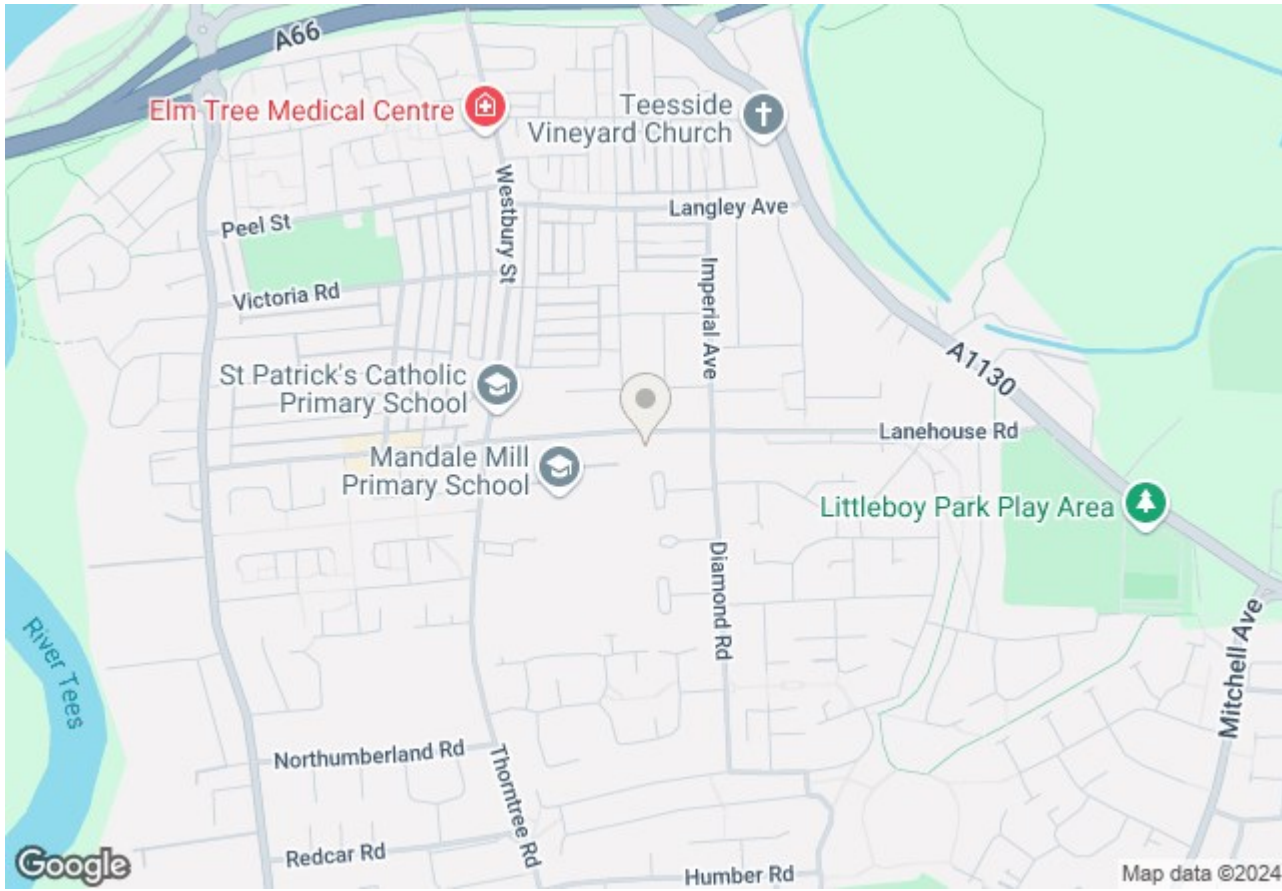 A66
Elm Tree Medical Centre
Teesside
Vineyard Church
Westbury St
Langley Ave
Peel St
Imperial Ave
Victoria Rd
A1130
St Patrick's Catholic
Primary School
Lanehouse Rd
Mandale Mill
Primary School
Littleboy Park Play Area
Diamond Rd
River Tees
Mitchell Ave
Northumberland Rd
Thorntree Rd
Redcar Rd
Humber Rd
Google
Map data ©2024